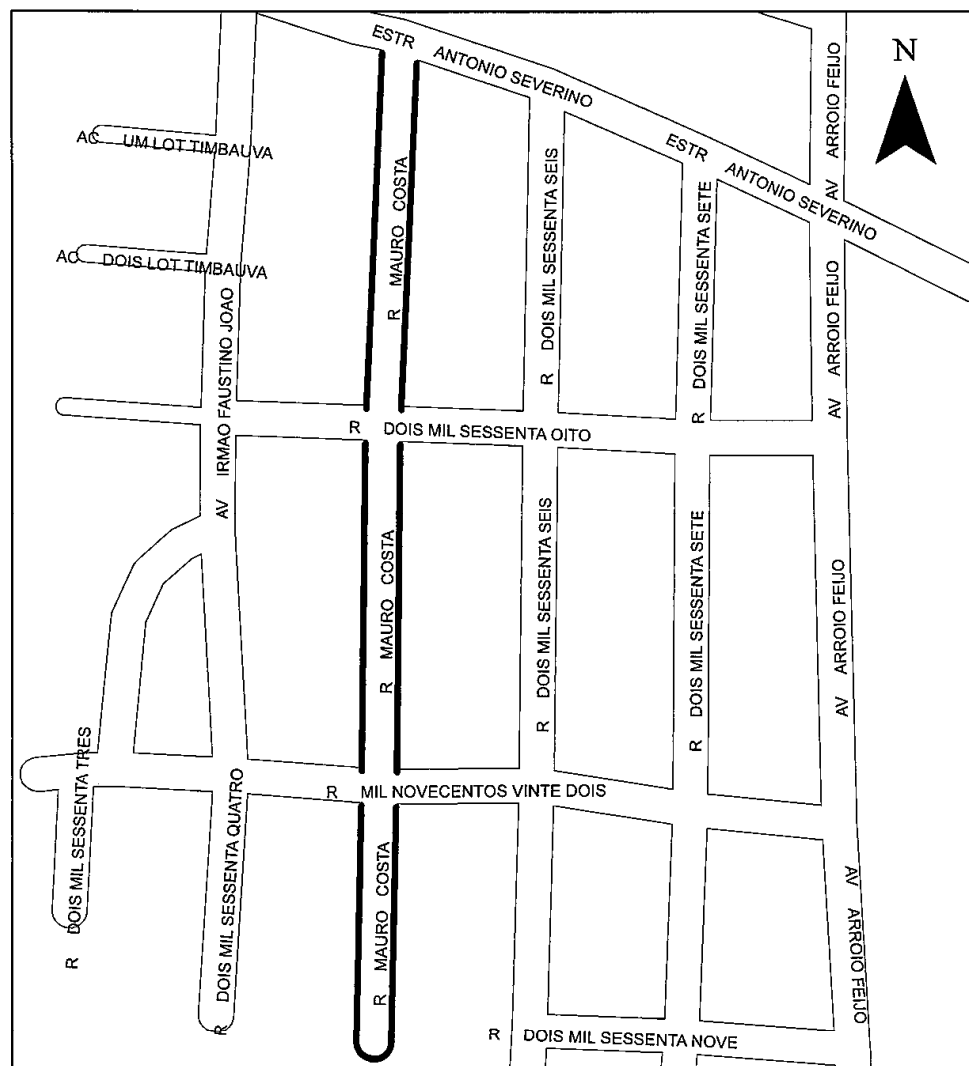 ESTR ANTONIO SEVERINO
N
AV ARROIO FEIJO
AC UM LOT TIMBAUVA
ESTR ANTONIO SEVERINO
R MAURO COSTA
R DOIS MIL SESSENTA SEIS
R DOIS MIL SESSENTA SETE
AC DOIS LOT TIMBAUVA
AV ARROIO FEIJO
AV IRMAO FAUSTINO JOAO
R DOIS MIL SESSENTA OITO
R MAURO COSTA
R DOIS MIL SESSENTA SEIS
R DOIS MIL SESSENTA SETE
AV ARROIO FEIJO
R DOIS MIL SESSENTA TRES
R DOIS MIL SESSENTA QUATRO
R MIL NOVECENTOS VINTE DOIS
R MAURO COSTA
AV ARROIO FEIJO
R DOIS MIL SESSENTA NOVE